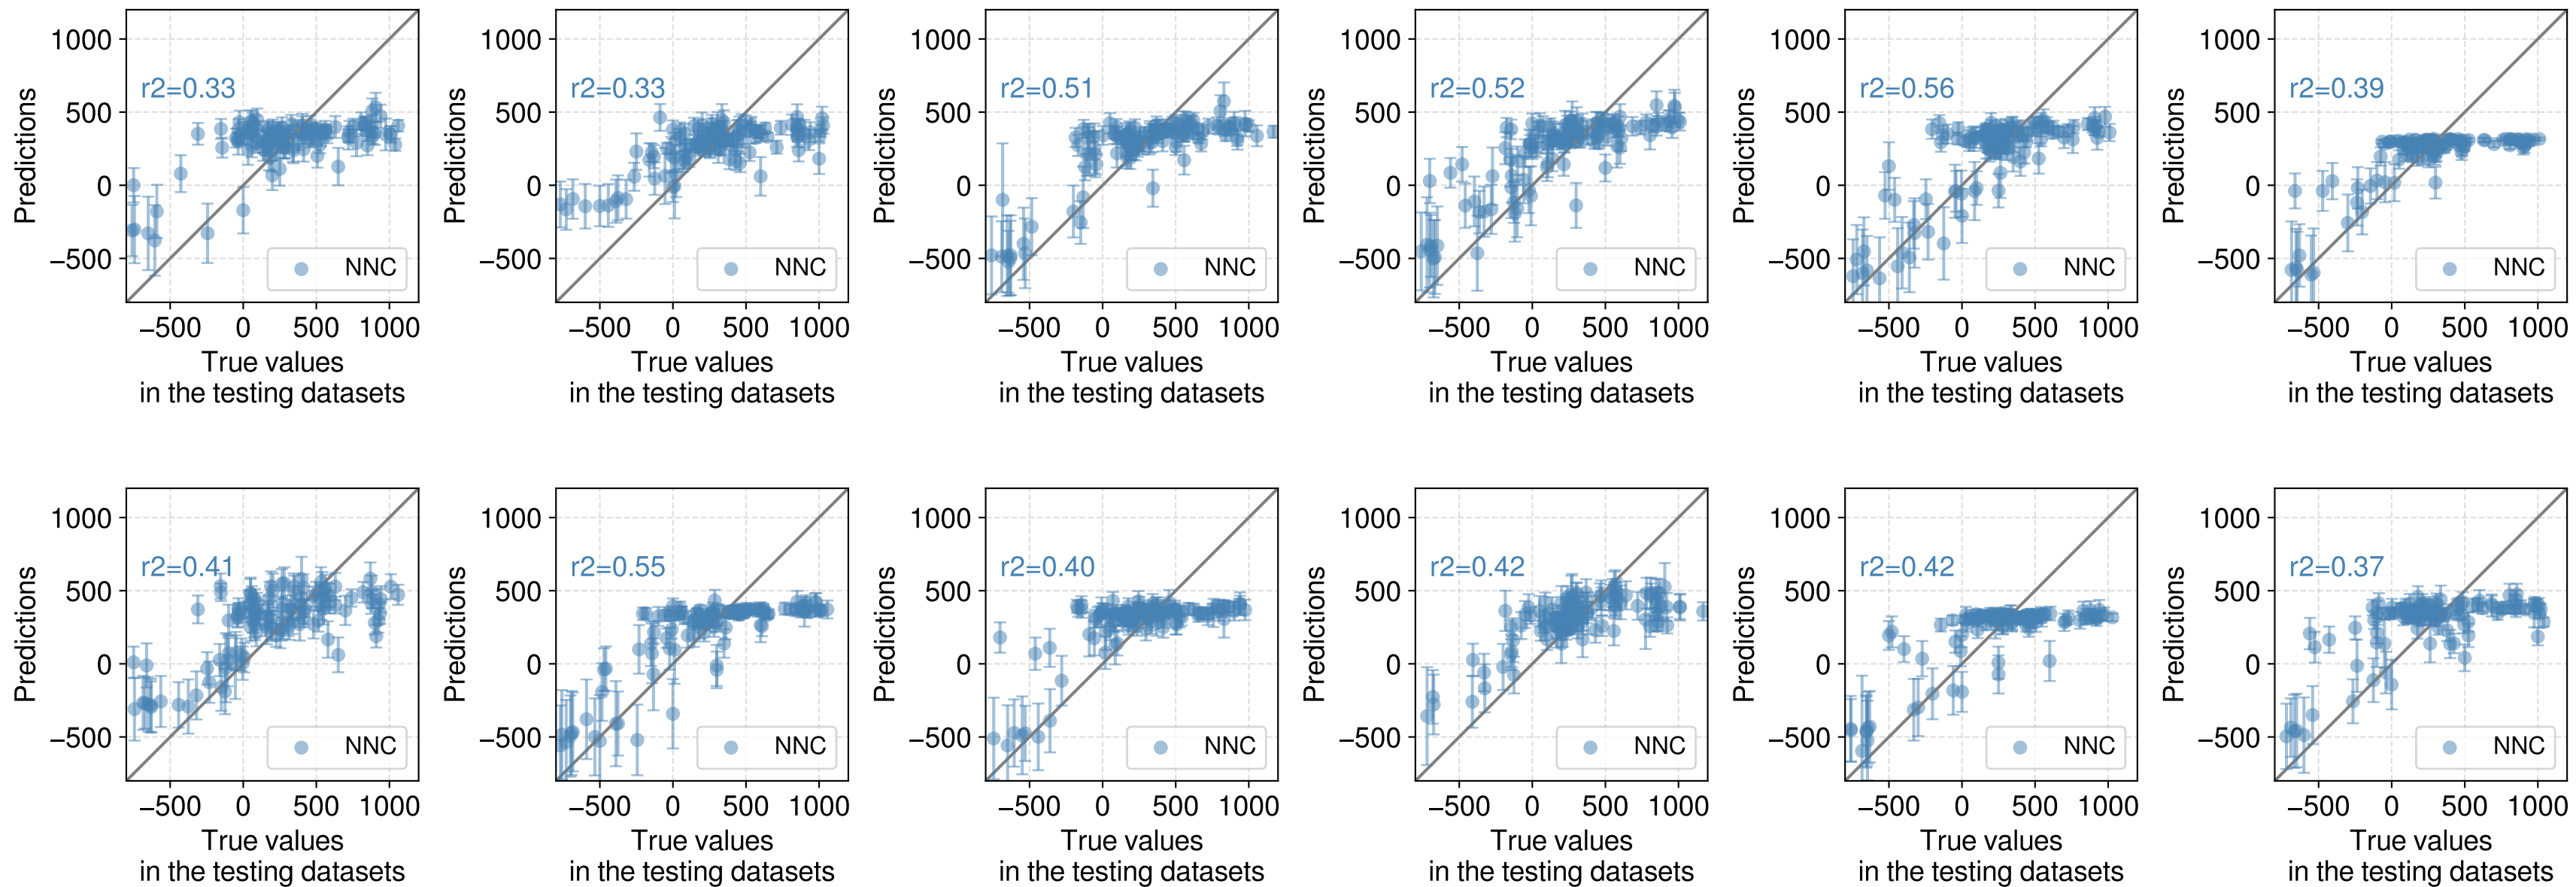 1000
500
0
−500
Predictions
r2=0.33
NNC
−500 0 500 1000
True values
in the testing datasets
1000
500
0
−500
Predictions
r2=0.33
NNC
−500 0 500 1000
True values
in the testing datasets
1000
500
0
−500
Predictions
r2=0.51
NNC
−500 0 500 1000
True values
in the testing datasets
1000
500
0
−500
Predictions
r2=0.52
NNC
−500 0 500 1000
True values
in the testing datasets
1000
500
0
−500
Predictions
r2=0.56
NNC
−500 0 500 1000
True values
in the testing datasets
1000
500
0
−500
Predictions
r2=0.39
NNC
−500 0 500 1000
True values
in the testing datasets
1000
500
0
−500
Predictions
r2=0.41
NNC
−500 0 500 1000
True values
in the testing datasets
1000
500
0
−500
Predictions
r2=0.55
NNC
−500 0 500 1000
True values
in the testing datasets
1000
500
0
−500
Predictions
r2=0.40
NNC
−500 0 500 1000
True values
in the testing datasets
1000
500
0
−500
Predictions
r2=0.42
NNC
−500 0 500 1000
True values
in the testing datasets
1000
500
0
−500
Predictions
r2=0.42
NNC
−500 0 500 1000
True values
in the testing datasets
1000
500
0
−500
Predictions
r2=0.37
NNC
−500 0 500 1000
True values
in the testing datasets